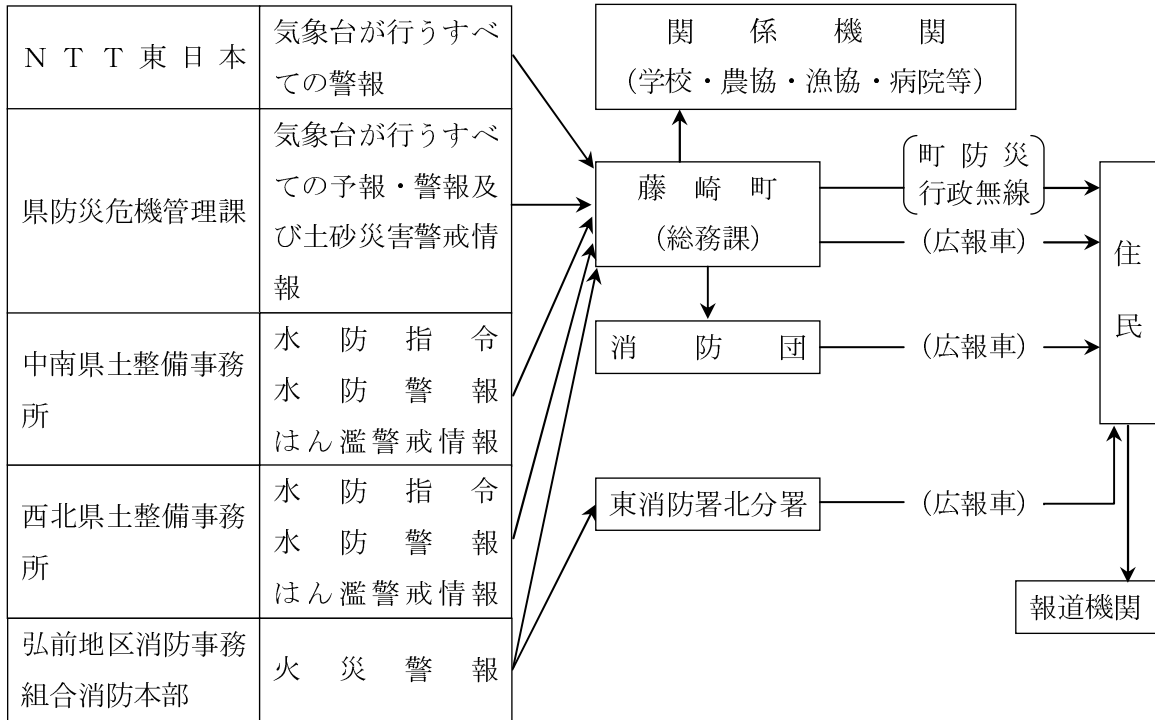 ＮＴＴ東日本
気象台が行うすべ
ての警報
県防災危機管理課
気象台が行うすべ
ての予報・警報及
び土砂災害警戒情
報
中南県土整備事務
所
水防指令
水防警報
はん濫警戒情報
西北県土整備事務
所
水防指令
水防警報
はん濫警戒情報
弘前地区消防事務
組合消防本部
火災警報
関係機関
（学校・農協・漁協・病院等）
藤崎町
（総務課）
消防団
東消防署北分署
町防災
行政無線
（広報車）
（広報車）
（広報車）
住
民
報道機関